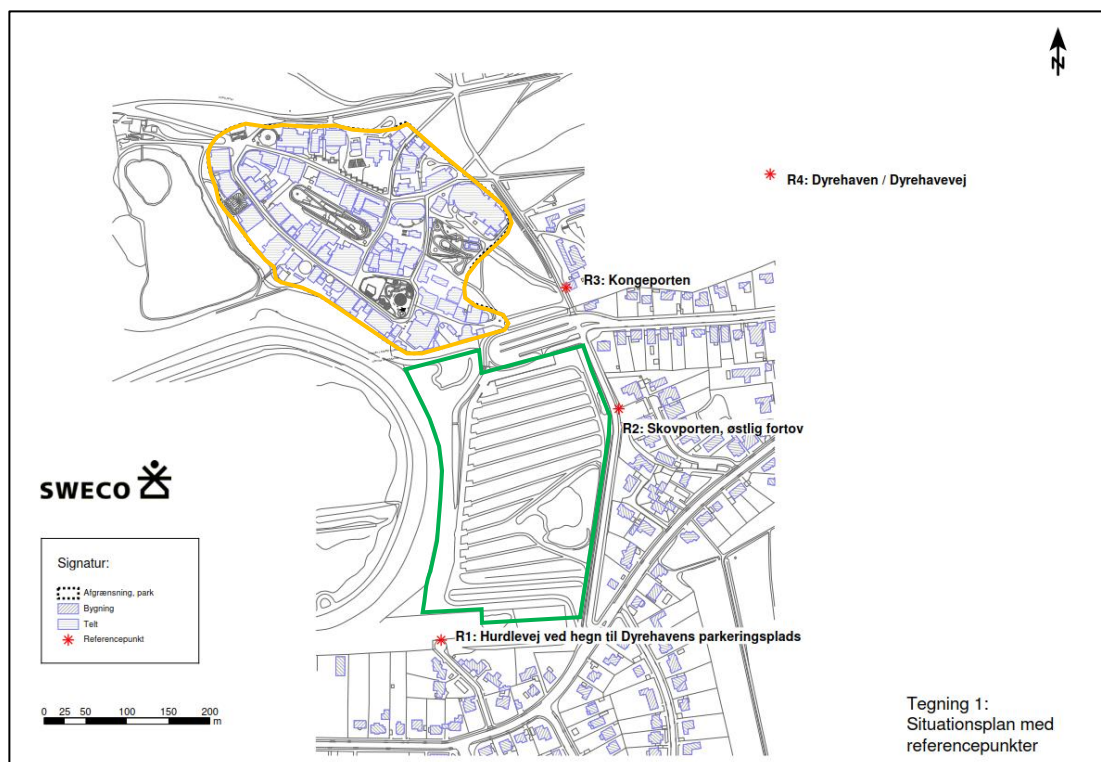 N
R4: Dyrehaven / Dyrehavevej
R3: Kongeporten
R2: Skovporten, østlig fortov
SWECO
Signatur:
Afgrænsning, park
Bygning
Telt
Referencepunkt
R1: Hurdlevej ved hegn til Dyrehavens parkeringsplads
0 25 50 100 150 200
m
Tegning 1:
Situationsplan med
referencepunkter